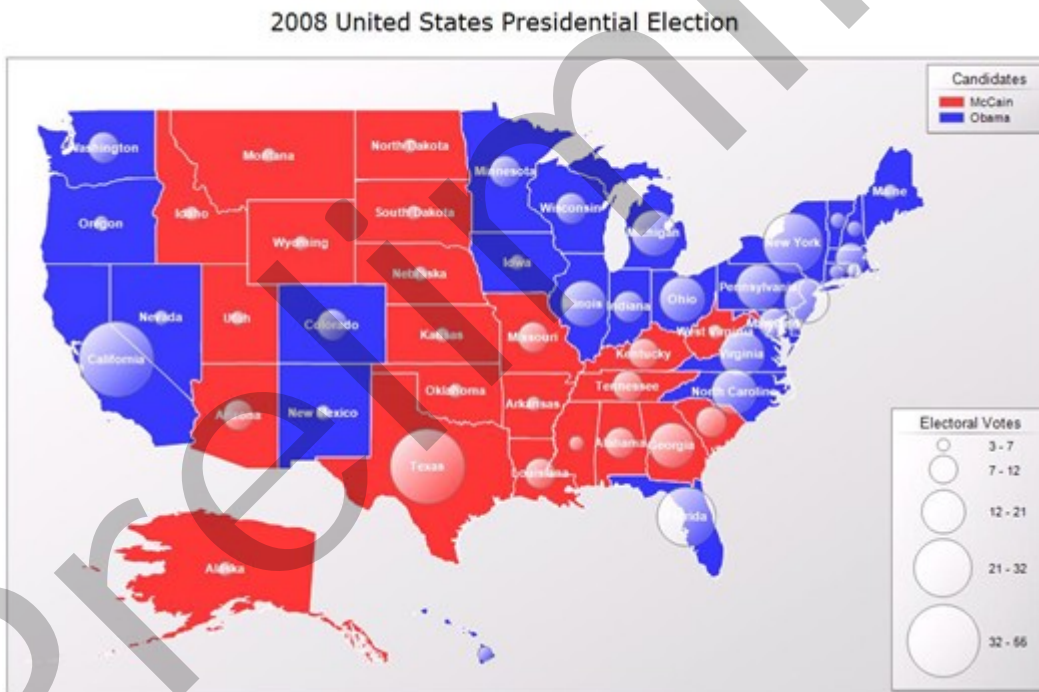 2008 United States Presidential Election
Candidates
McCain
Obama
Washington
Montana
North Dakota
Minnesota
Maine
Oregon
Idaho
South Dakota
Wisconsin
Michigan
New York
Wyoming
Nebraska
Iowa
Pennsylvania
Nevada
Utah
Colorado
Kansas
Missouri
Illinois
Indiana
Ohio
West Virginia
Maryland
California
Kentucky
Virginia
Arizona
New Mexico
Oklahoma
Arkansas
Tennessee
North Carolina
Texas
Louisiana
Alabama
Georgia
Florida
Alaska
Electoral Votes
3 - 7
7 - 12
12 - 21
21 - 32
32 - 56